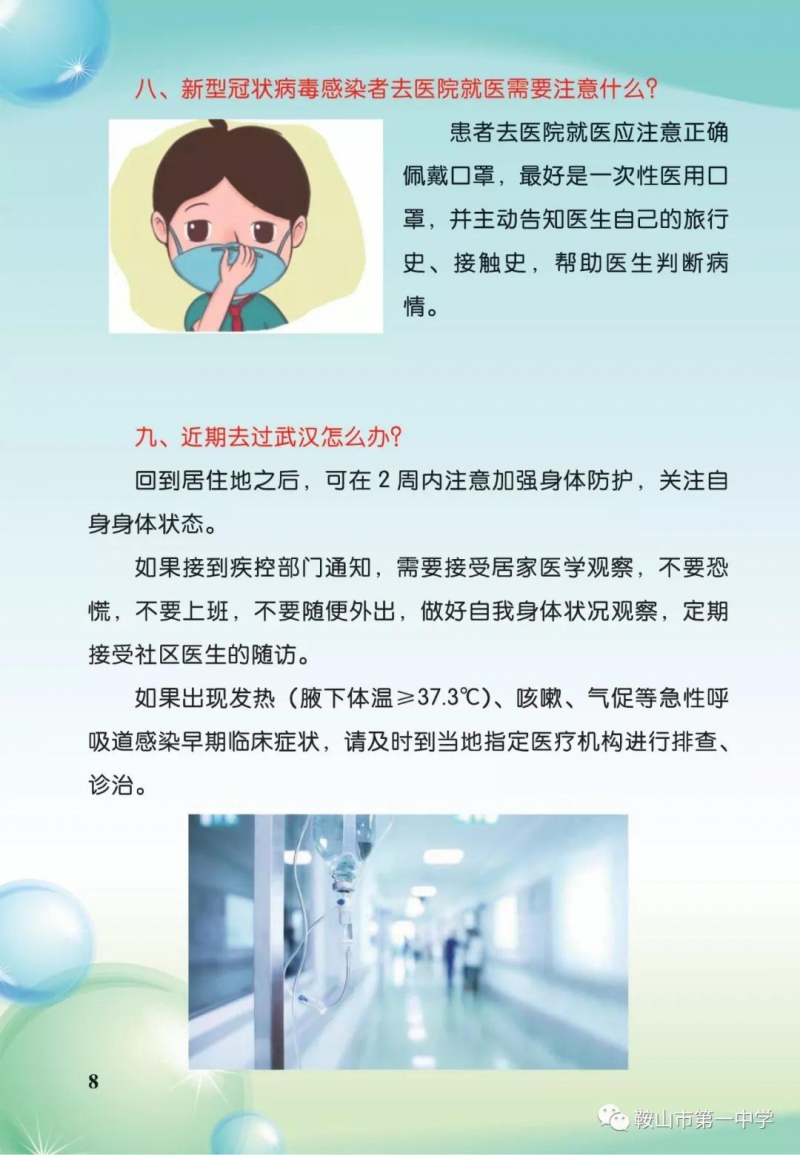 八、新型冠状病毒感染者去医院就医需要注意什么？
患者去医院就医应注意正确
佩戴口罩，最好是一次性医用口
罩，并主动告知医生自己的旅行
史、接触史，帮助医生判断病
情。
九、近期去过武汉怎么办？
回到居住地之后，可在 2 周内注意加强身体防护，关注自
身身体状态。
如果接到疾控部门通知，需要接受居家医学观察，不要恐
慌，不要上班，不要随便外出，做好自我身体状况观察，定期
接受社区医生的随访。
如果出现发热（腋下体温≥37.3℃）、咳嗽、气促等急性呼
吸道感染早期临床症状，请及时到当地指定医疗机构进行排查、
诊治。
8
鞍山市第一中学